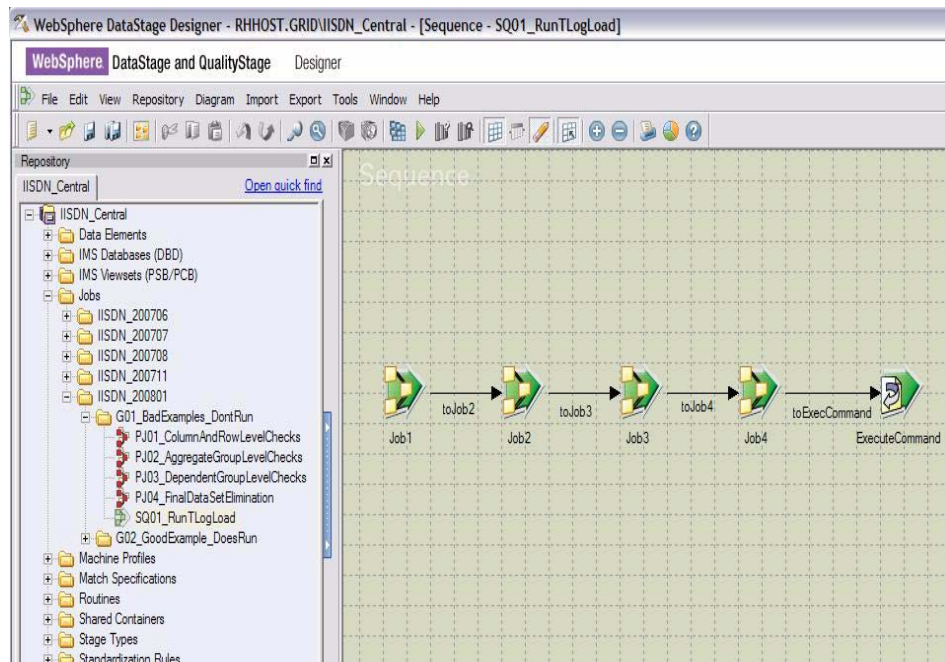 WebSphere DataStage Designer - RHHOST.GRID\IISDN_Central - [Sequence - SQ01_RunTLogLoad]
WebSphere. DataStage and QualityStage Designer
File Edit View Repository Diagram Import Export Tools Window Help
Repository
IISDN_Central Open quick find
IISDN_Central
Data Elements
IMS Databases (DBD)
IMS Viewsets (PSB/PCB)
Jobs
IISDN_200706
IISDN_200707
IISDN_200708
IISDN_200711
IISDN_200801
G01_BadExamples_DontRun
PJ01_ColumnAndRowLevelChecks
PJ02_AggregateGroupLevelChecks
PJ03_DependentGroupLevelChecks
PJ04_FinalDataSetElimination
SQ01_RunTLogLoad
G02_GoodExample_DoesRun
Machine Profiles
Match Specifications
Routines
Shared Containers
Stage Types
Standardization Rules
Sequence
toJob2 toJob3 toJob4 toExecCommand
Job1 Job2 Job3 Job4 ExecuteCommand